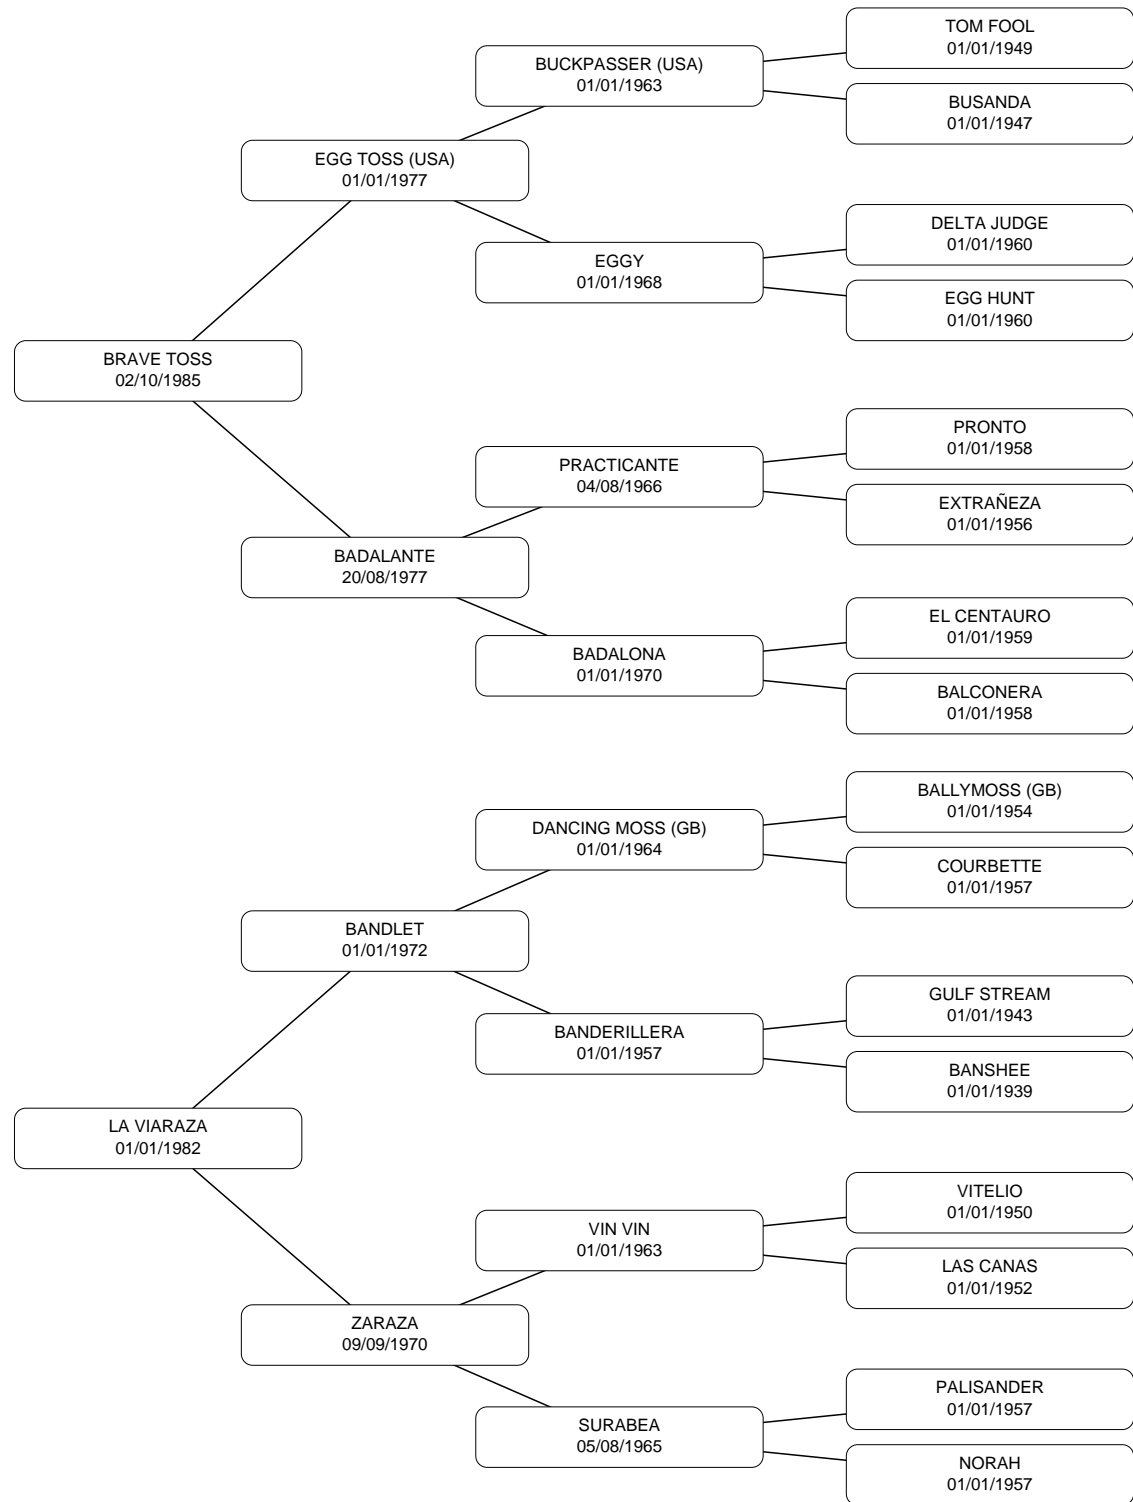 TOM FOOL
01/01/1949
BUCKPASSER (USA)
01/01/1963
BUSANDA
01/01/1947
EGG TOSS (USA)
01/01/1977
DELTA JUDGE
01/01/1960
EGGY
01/01/1968
EGG HUNT
01/01/1960
BRAVE TOSS
02/10/1985
PRONTO
01/01/1958
PRACTICANTE
04/08/1966
EXTRAÑEZA
01/01/1956
BADALANTE
20/08/1977
EL CENTAURO
01/01/1959
BADALONA
01/01/1970
BALCONERA
01/01/1958
BALLYMOSS (GB)
01/01/1954
DANCING MOSS (GB)
01/01/1964
COURBETTE
01/01/1957
BANDLET
01/01/1972
GULF STREAM
01/01/1943
BANDERILLERA
01/01/1957
BANSHEE
01/01/1939
LA VIARAZA
01/01/1982
VITELIO
01/01/1950
VIN VIN
01/01/1963
LAS CANAS
01/01/1952
ZARAZA
09/09/1970
PALISANDER
01/01/1957
SURABEA
05/08/1965
NORAH
01/01/1957